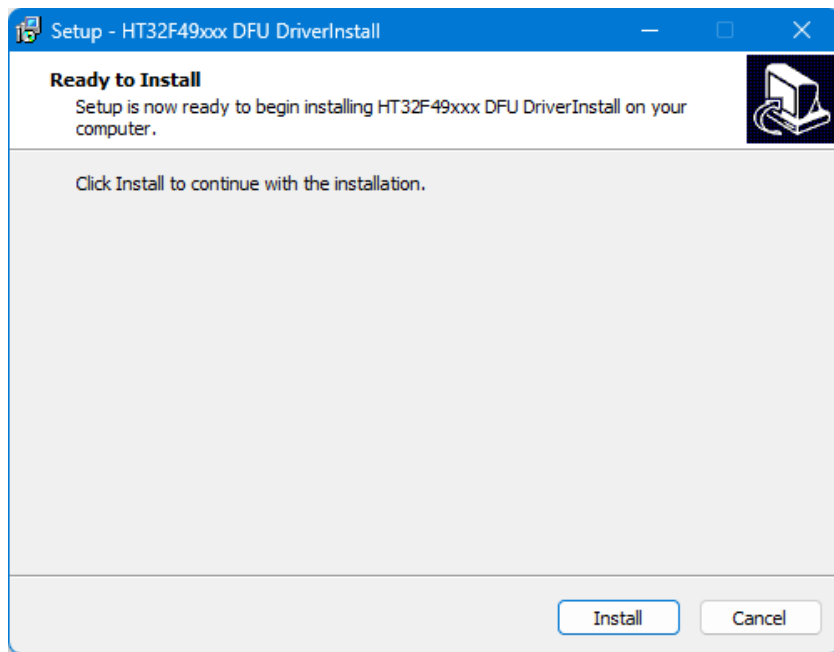 Setup - HT32F49xxx DFU DriverInstall
Ready to Install
Setup is now ready to begin installing HT32F49xxx DFU DriverInstall on your
computer.
Click Install to continue with the installation.
Install
Cancel